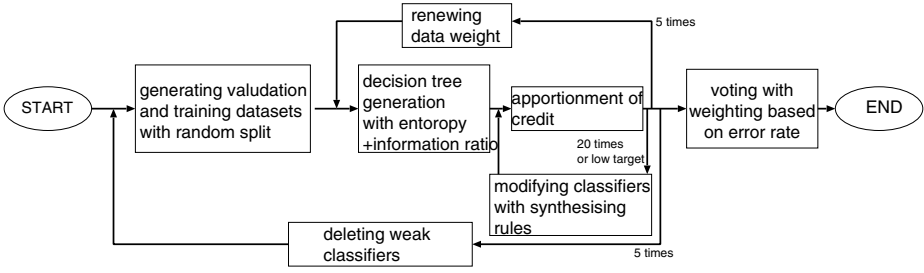 renewing
data weight
5 times
START
generating valudation
and training datasets
with random split
decision tree
generation
with entoropy
+information ratio
apportionment of
credit
voting with
weighting based
on error rate
END
20 times
or low target
modifying classifiers
with synthesising
rules
deleting weak
classifiers
5 times